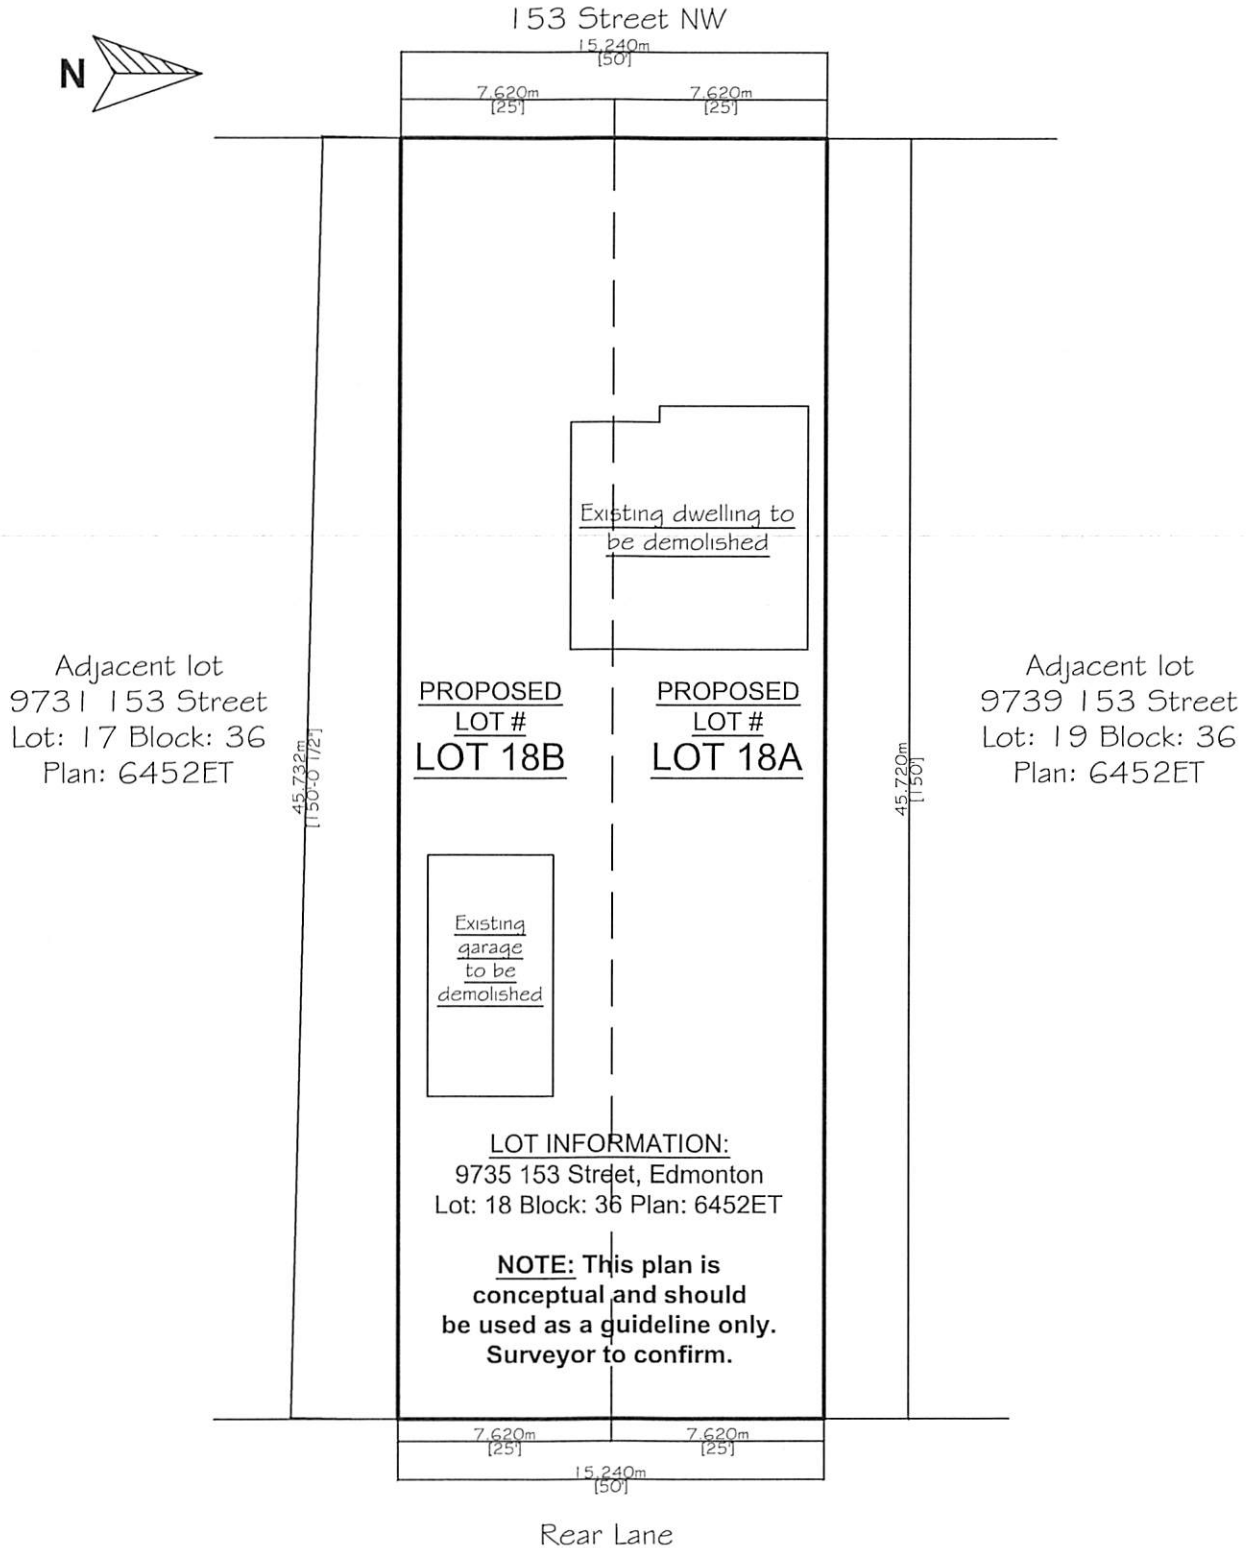 153 Street NW
15.240m
[50']
N
7.620m
[25']
7.620m
[25']
Existing dwelling to
be demolished
Adjacent lot
9731 153 Street
Lot: 17 Block: 36
Plan: 6452ET
PROPOSED
LOT #
LOT 18B
PROPOSED
LOT #
LOT 18A
Adjacent lot
9739 153 Street
Lot: 19 Block: 36
Plan: 6452ET
45.732m
[150'-0 1/2"]
45.720m
[150']
Existing
garage
to be
demolished
LOT INFORMATION:
9735 153 Street, Edmonton
Lot: 18 Block: 36 Plan: 6452ET
NOTE: This plan is
conceptual and should
be used as a guideline only.
Surveyor to confirm.
7.620m
[25']
7.620m
[25']
15.240m
[50']
Rear Lane